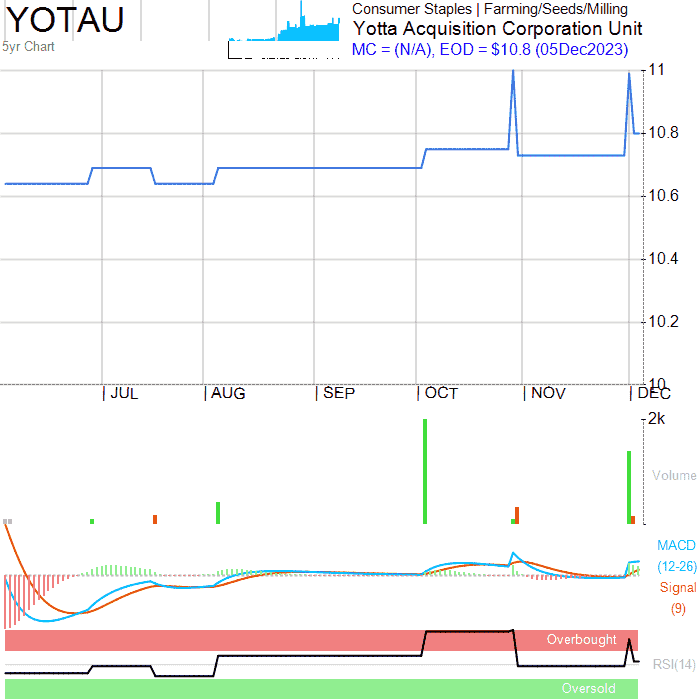 YOTAU
5yr Chart
Consumer Staples | Farming/Seeds/Milling
Yotta Acquisition Corporation Unit
MC = (N/A), EOD = $10.8 (05Dec2023)
11
10.8
10.6
10.4
10.2
10
JUL
AUG
SEP
OCT
NOV
DEC
2k
Volume
MACD
(12-26)
Signal
(9)
Overbought
RSI(14)
Oversold